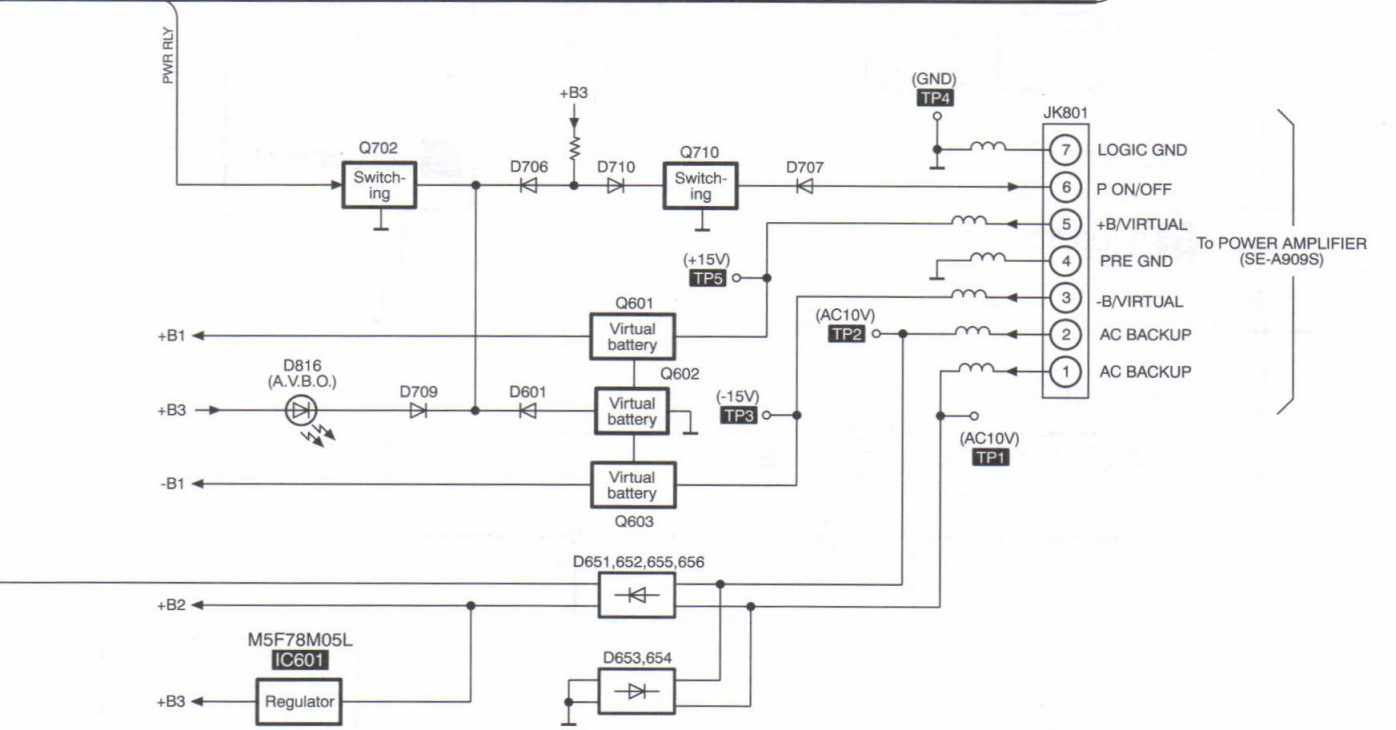 PWR RLY
(GND)
TP4
+B3
JK801
Q702
D706
D710
Q710
D707
7
LOGIC GND
Switch-
ing
Switch-
ing
6
P ON/OFF
5
+B/VIRTUAL
To POWER AMPLIFIER
(SE-A909S)
(+15V)
TP5
4
PRE GND
3
-B/VIRTUAL
Q601
(AC10V)
TP2
+B1
Virtual
battery
2
AC BACKUP
D816
(A.V.B.O.)
Q602
1
AC BACKUP
D709
D601
+B3
Virtual
battery
(-15V)
TP3
(AC10V)
TP1
-B1
Virtual
battery
Q603
D651,652,655,656
+B2
M5F78M05L
IC601
D653,654
+B3
Regulator